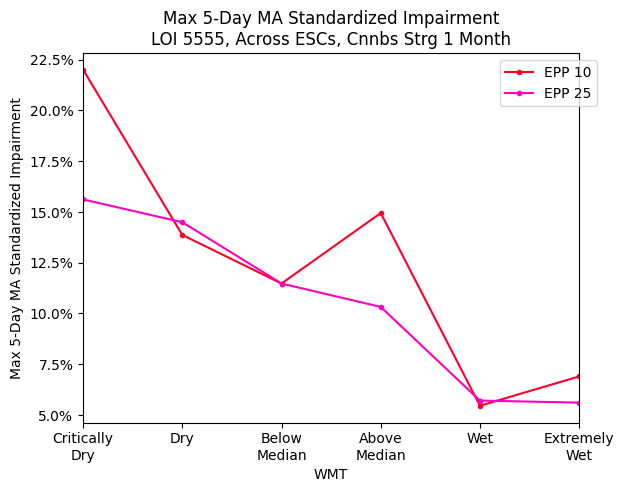 Max 5-Day MA Standardized Impairment
LOI 5555, Across ESCs, Cnnbs Strg 1 Month
EPP 10
EPP 25
Max 5-Day MA Standardized Impairment
22.5%
20.0%
17.5%
15.0%
12.5%
10.0%
7.5%
5.0%
Critically
Dry
Dry
Below
Median
Above
Median
Wet
Extremely
Wet
WMT